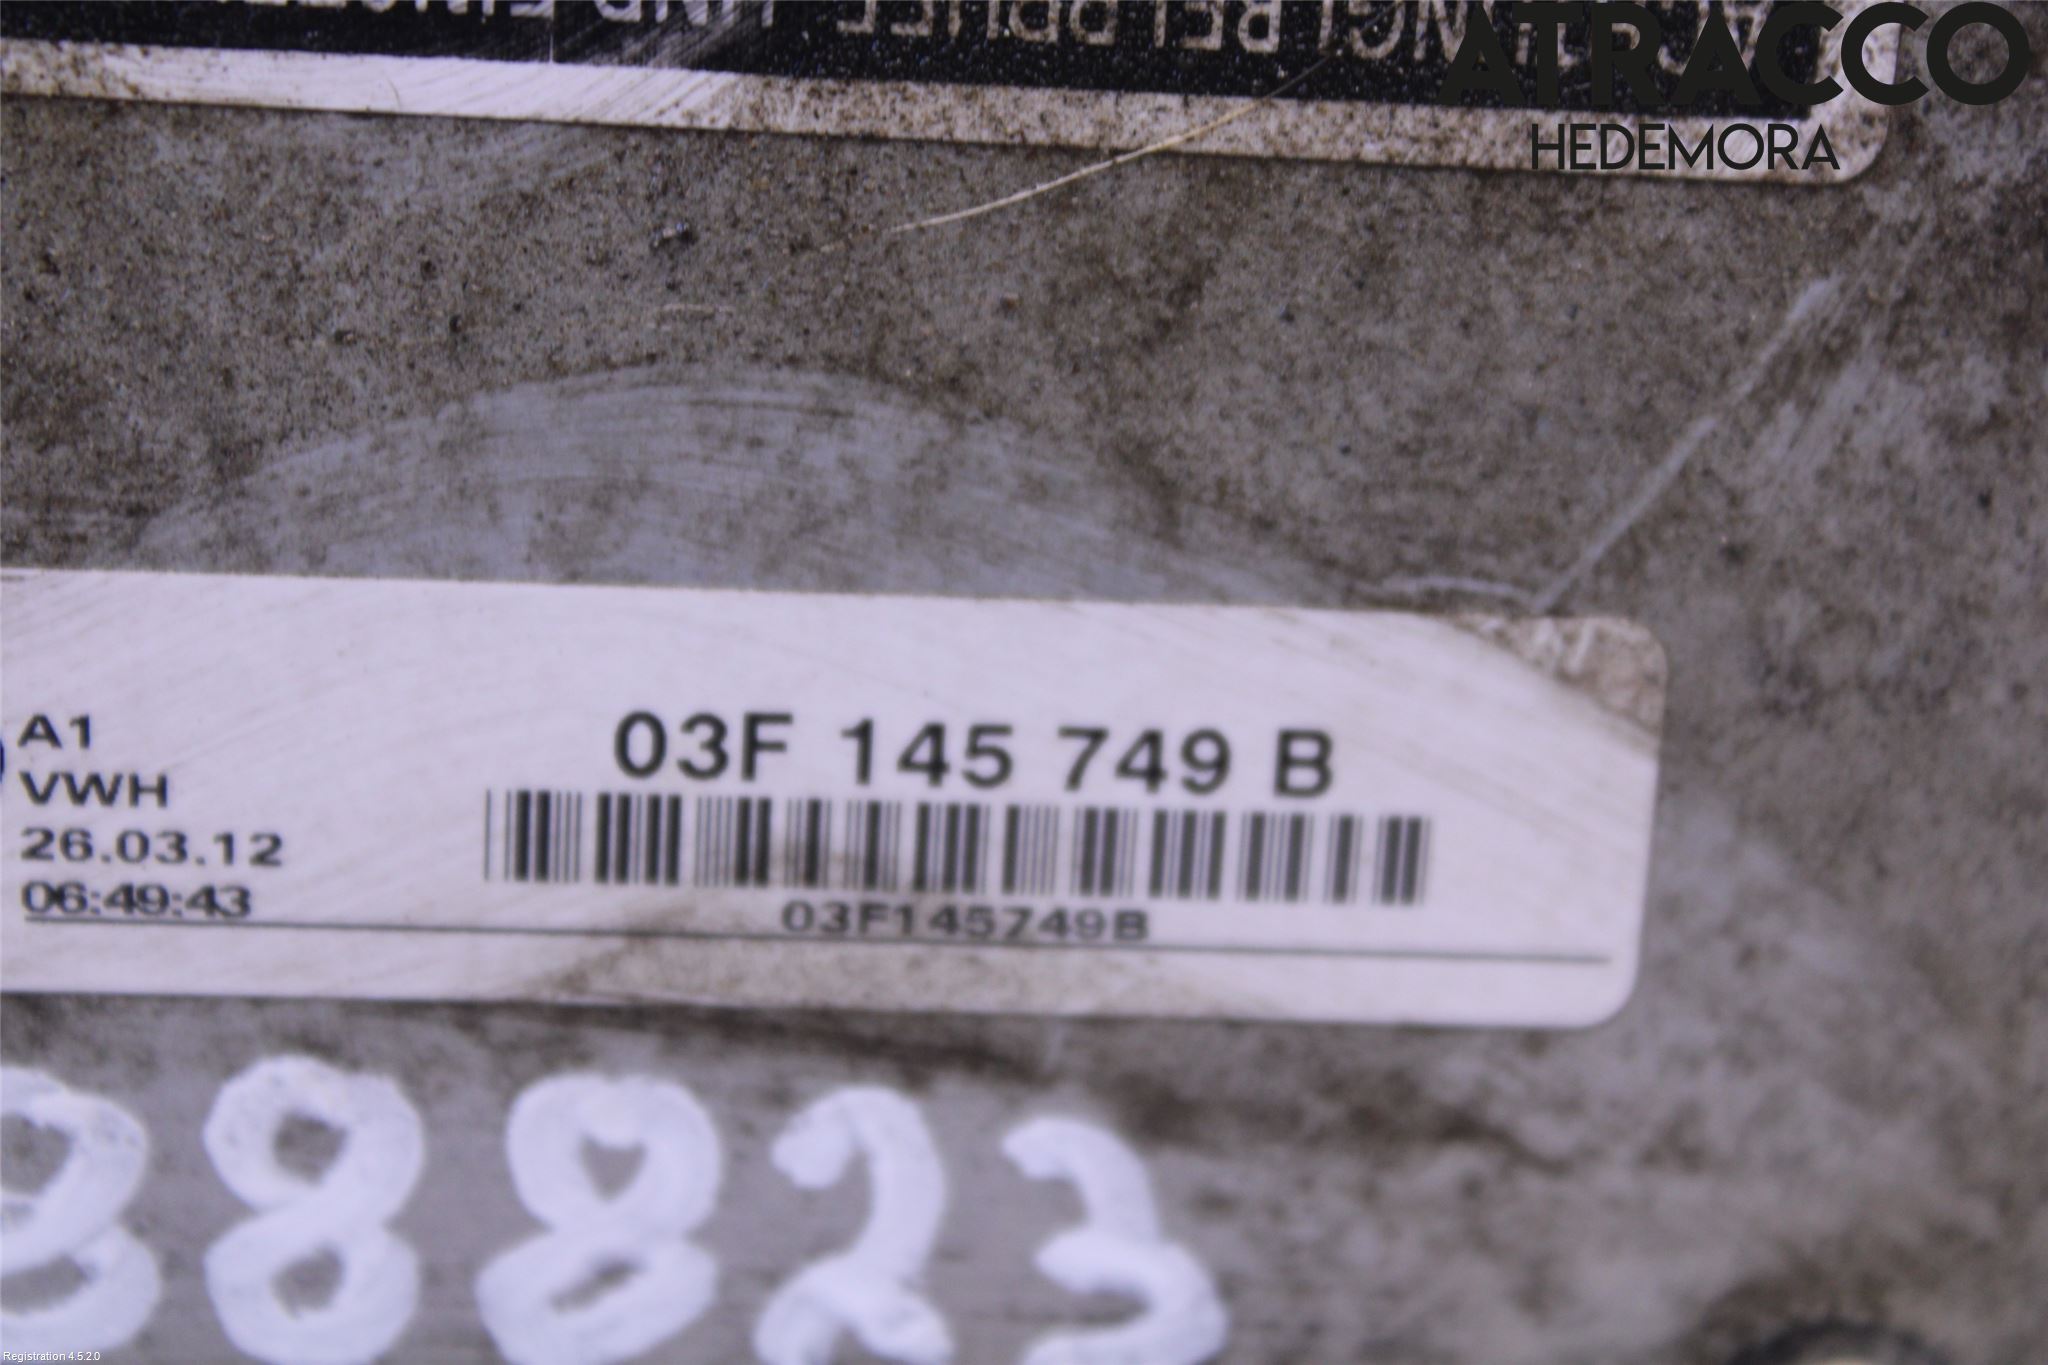 ATRACCO
HEDEMORA
03F 145 749 B
A1
VWH
26.03.12
06:49:43
03F145749B
8823
Registration 4.5.2.0